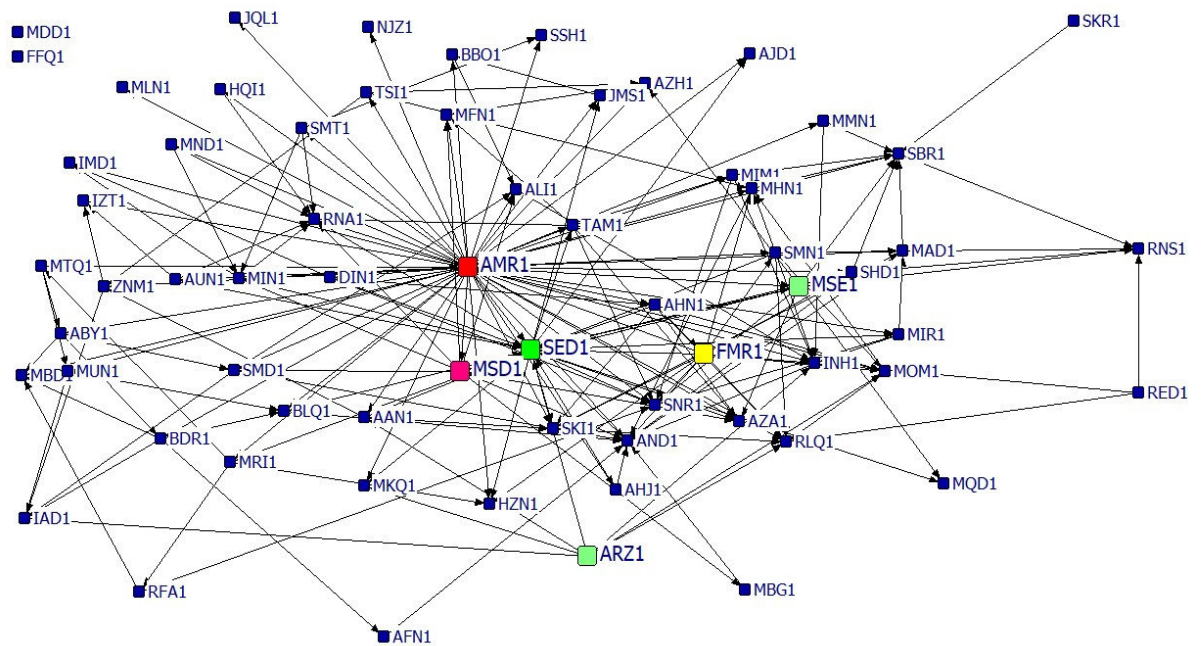 JQL1
NJZ1
SKR1
MDD1
SSH1
FFQ1
BBO1
AJD1
MLN1
HQI1
TSI1
AZH1
JMS1
MFN1
MMN1
SMT1
MND1
SBR1
IMD1
MIM1
MHN1
ALI1
IZT1
RNA1
TAM1
RNS1
MAD1
SMN1
MTQ1
AMR1
SHD1
ZNM1
AUN1
MIN1
DIN1
MSE1
AHN1
ABY1
MIR1
SED1
FMR1
INH1
MBD1
MUN1
SMD1
MSD1
MOM1
RED1
BLQ1
AAN1
SNR1
AZA1
SKI1
BDR1
AND1
RLQ1
MRI1
MKQ1
AHJ1
MQD1
HZN1
IAD1
ARZ1
RFA1
MBG1
AFN1